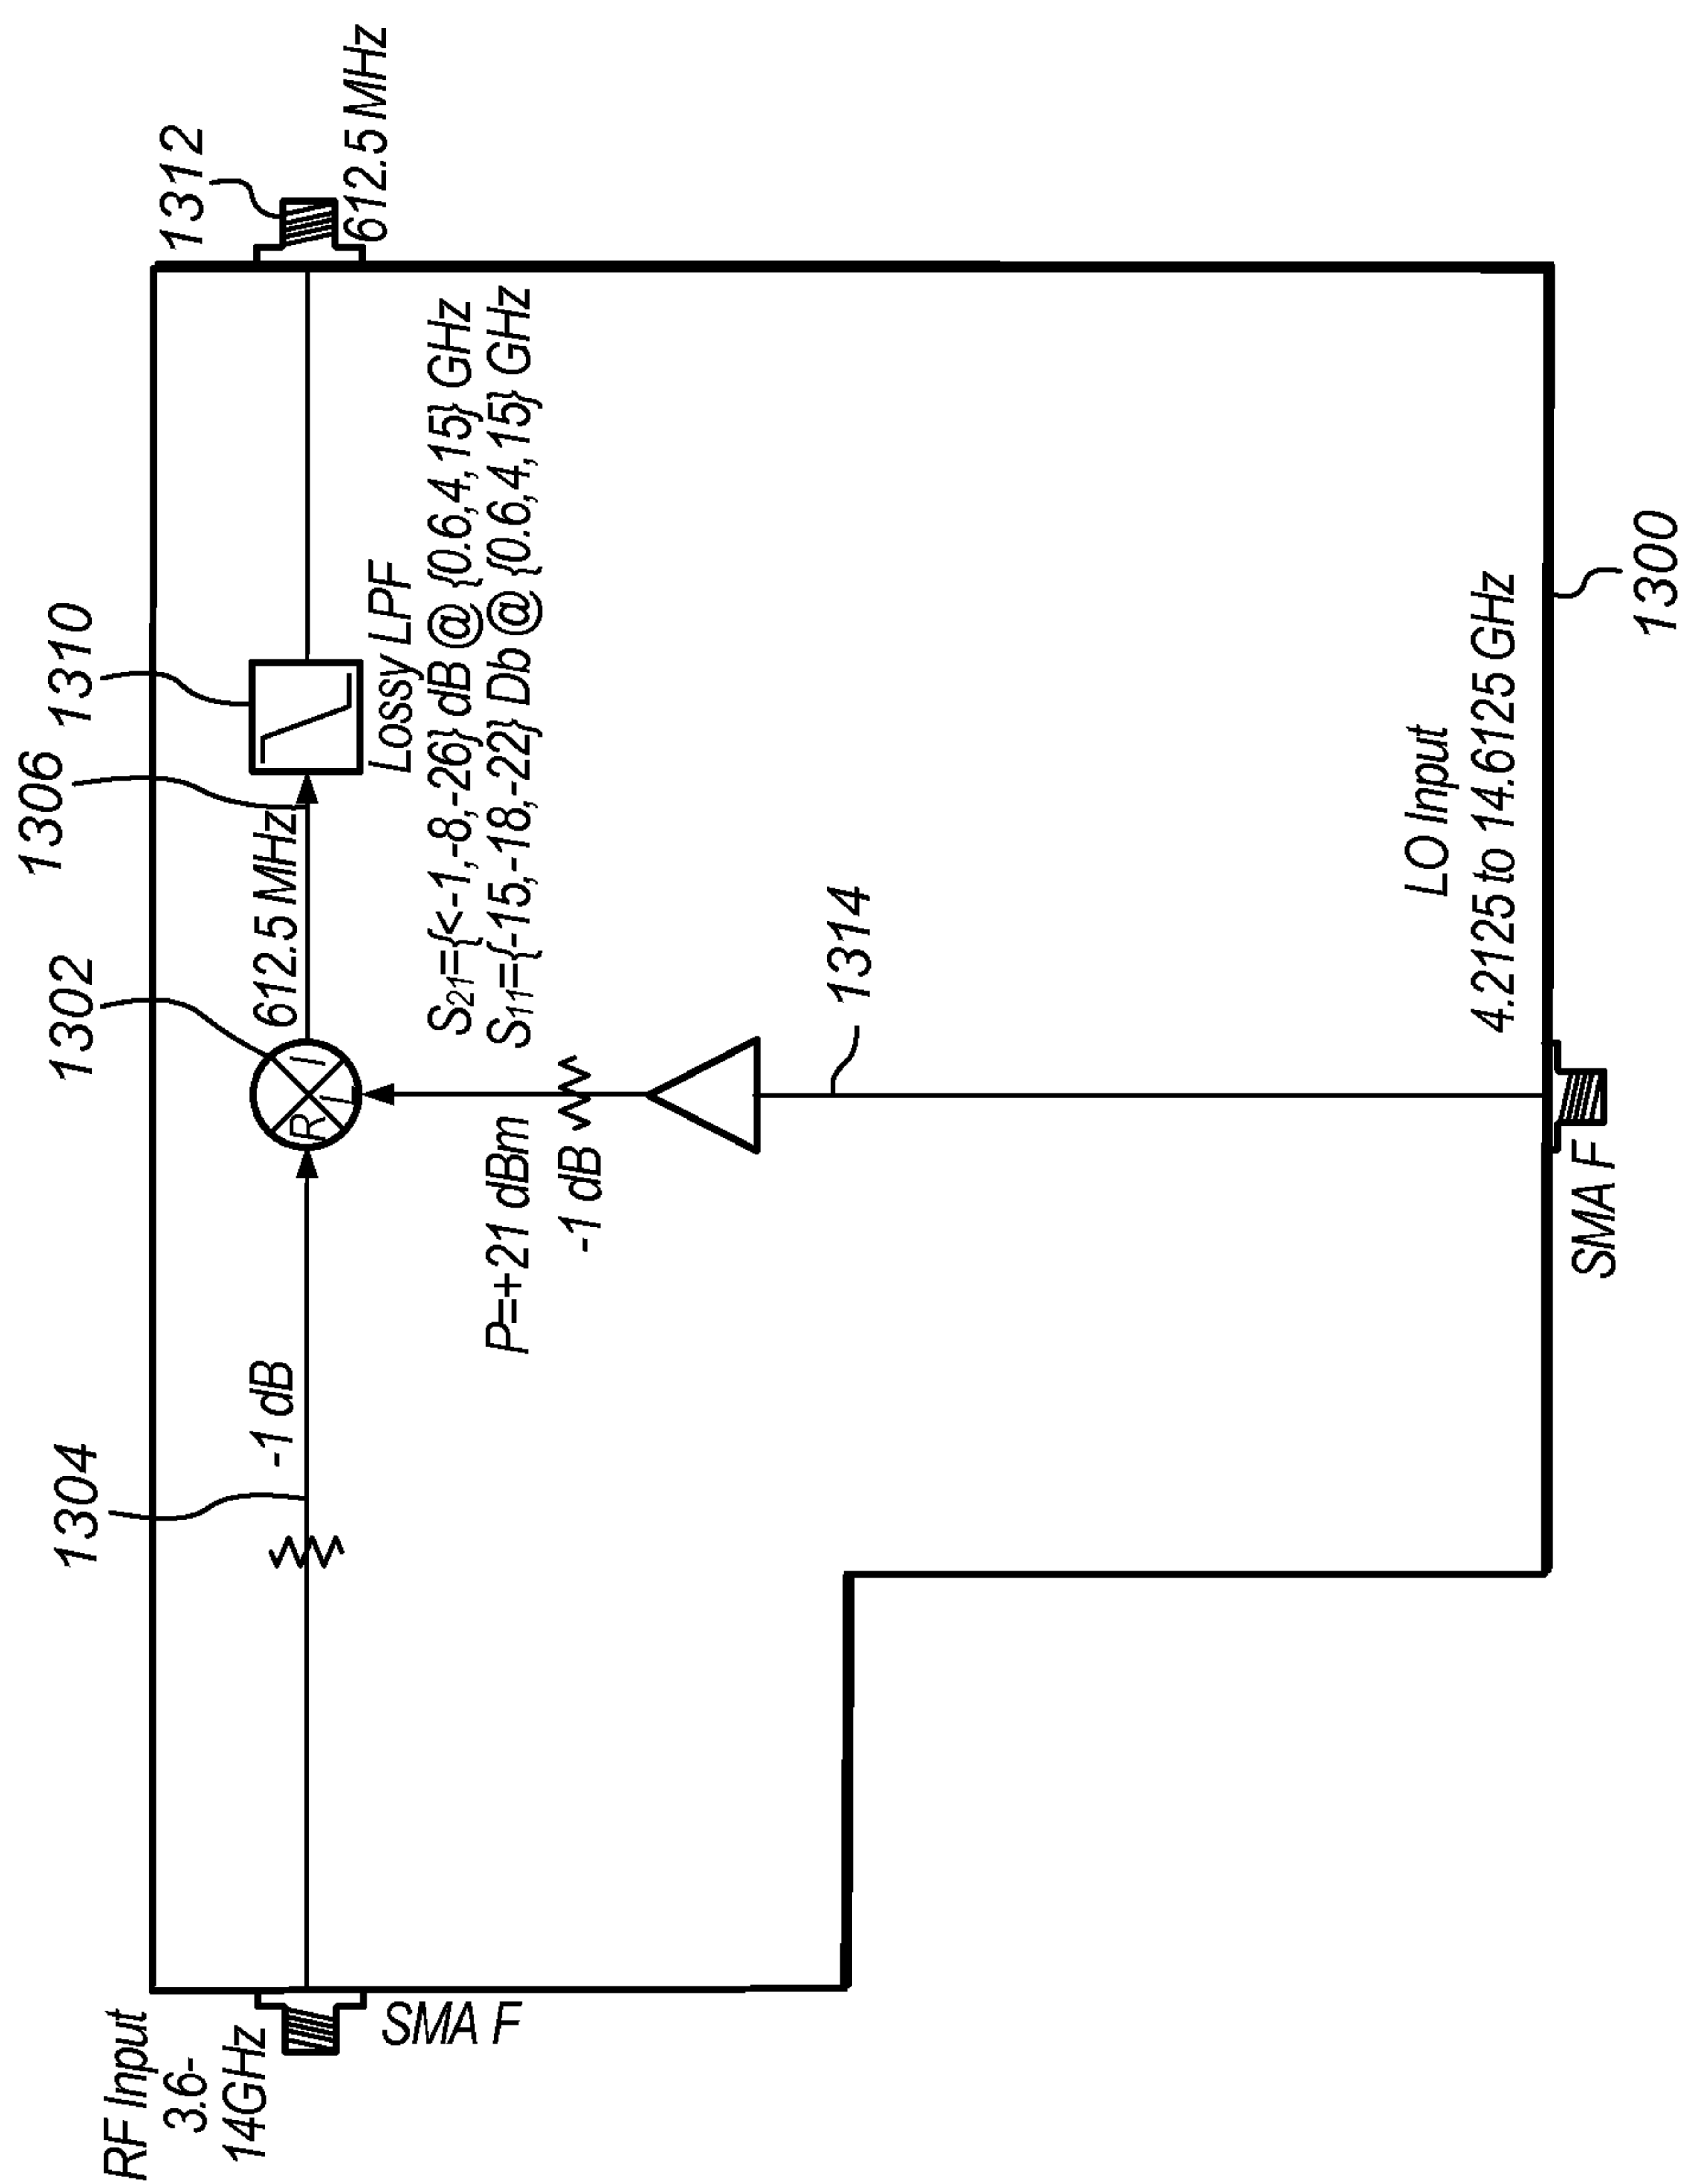 1306
1310
1312
1304
1302
612.5 MHz
612.5 MHz
Lossy LPF
RF Input
3.6-
14GHz
-1 dB
R
I
L
SMA F
S21={<-1,-8,-26} dB @ {0.6,4,15} GHz
S11={-15,-18,-22} Db @ {0.6,4,15} GHz
P=+21 dBm
-1 dB
1314
LO Input
4.2125 to 14.6125 GHz
SMA F
1300